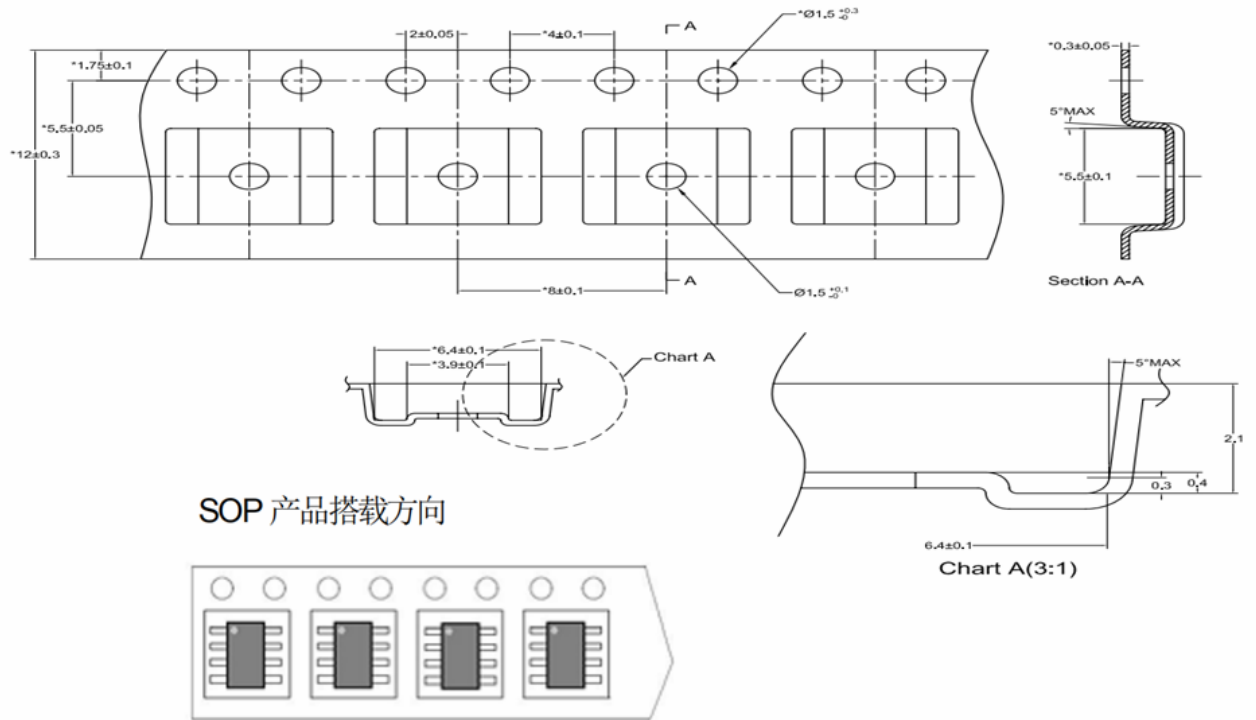 *Ø1.5 +0.3 -0
A
2±0.05
*4±0.1
*0.3±0.05
*1.75±0.1
5°MAX
*5.5±0.05
*12±0.3
*5.5±0.1
A
*8±0.1
Ø1.5 +0.1 -0
Section A-A
*6.4±0.1
*3.9±0.1
Chart A
5°MAX
2.1
0.3
0.4
6.4±0.1
Chart A(3:1)
SOP 产品搭载方向